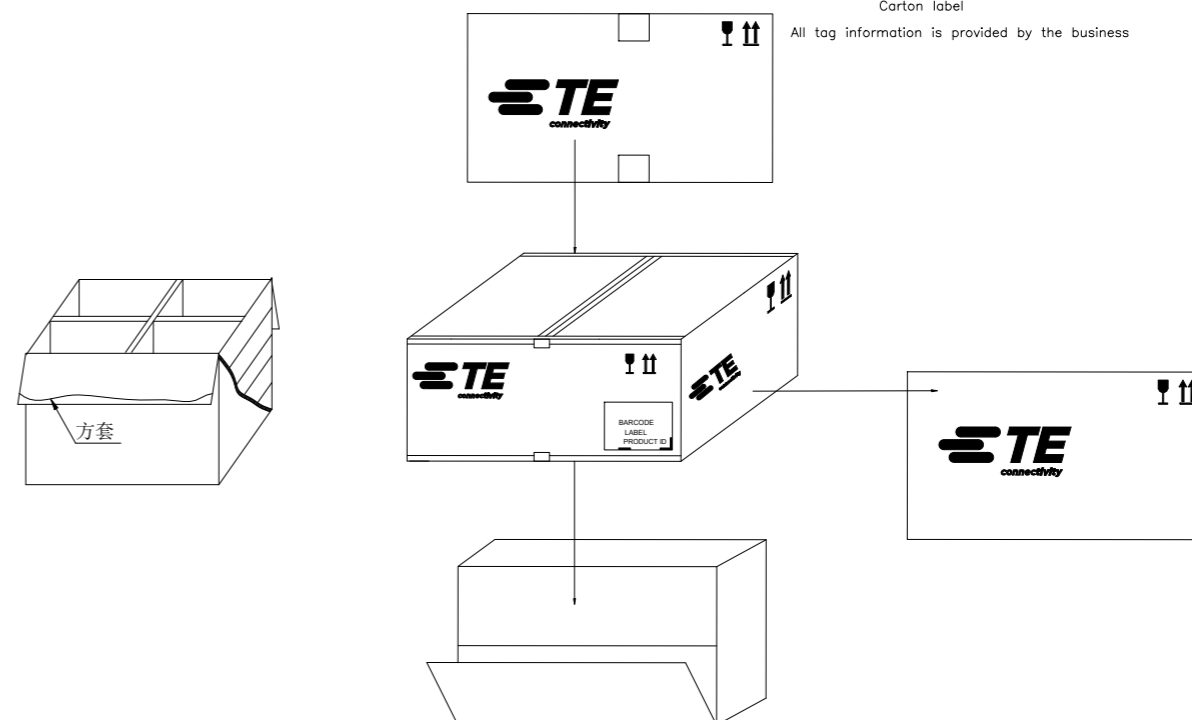 Carton label
All tag information is provided by the business
TE
connectivity
TE
connectivity
TE
connectivity
BARCODE
LABEL
PRODUCT ID
方套
TE
connectivity